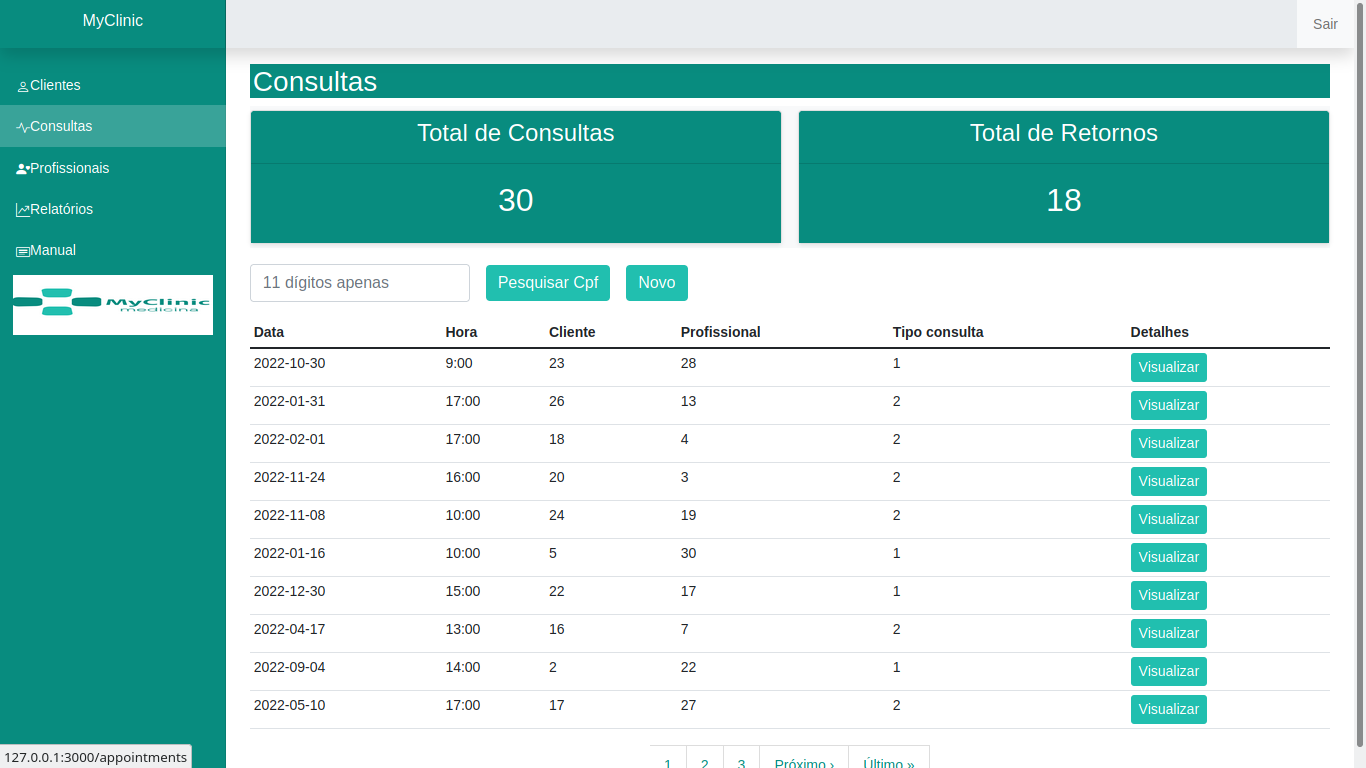 MyClinic
Sair
Clientes
Consultas
Profissionais
Relatórios
Manual
MyClinic
medicina
Consultas
Total de Consultas
30
Total de Retornos
18
11 dígitos apenas
Pesquisar Cpf
Novo
Data Hora Cliente Profissional Tipo consulta Detalhes
2022-10-30 9:00 23 28 1 Visualizar
2022-01-31 17:00 26 13 2 Visualizar
2022-02-01 17:00 18 4 2 Visualizar
2022-11-24 16:00 20 3 2 Visualizar
2022-11-08 10:00 24 19 2 Visualizar
2022-01-16 10:00 5 30 1 Visualizar
2022-12-30 15:00 22 17 1 Visualizar
2022-04-17 13:00 16 7 2 Visualizar
2022-09-04 14:00 2 22 1 Visualizar
2022-05-10 17:00 17 27 2 Visualizar
1 2 3 Próximo › Último »
127.0.0.1:3000/appointments